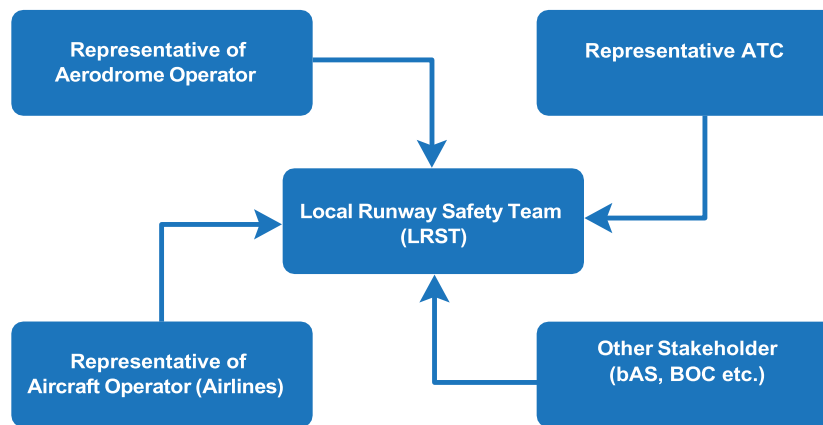 Representative of
Aerodrome Operator
Representative ATC
Local Runway Safety Team
(LRST)
Representative of
Aircraft Operator (Airlines)
Other Stakeholder
(bAS, BOC etc.)